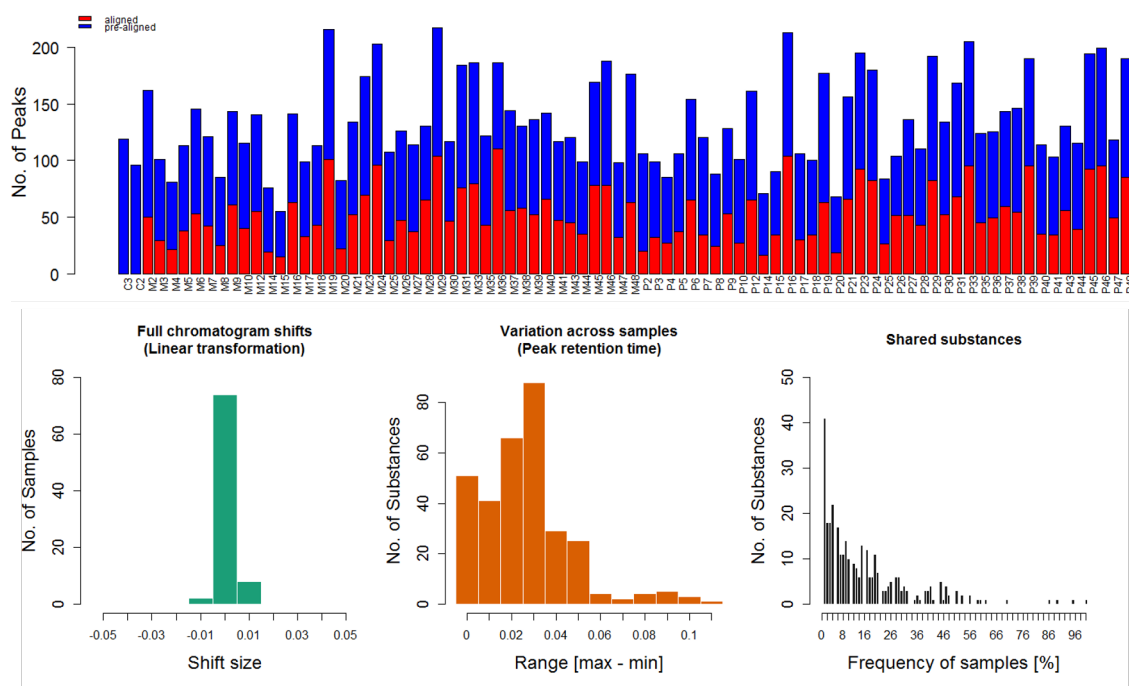 aligned
pre-aligned
No. of Peaks
200
150
100
50
0
C3 C2 M2 M3 M4 M5 M6 M7 M8 M9 M10 M12 M14 M15 M16 M17 M18 M19 M20 M21 M23 M24 M25 M26 M27 M28 M29 M30 M31 M33 M35 M36 M37 M38 M39 M40 M41 M43 M44 M45 M46 M47 M48 P2 P3 P4 P5 P6 P7 P8 P9 P10 P12 P14 P15 P16 P17 P18 P19 P20 P21 P23 P24 P25 P26 P27 P28 P29 P30 P31 P33 P35 P36 P37 P38 P39 P40 P41 P43 P44 P45 P46 P47
Full chromatogram shifts
(Linear transformation)
No. of Samples
80
60
40
20
0
-0.05 -0.03 -0.01 0.01 0.03 0.05
Shift size
Variation across samples
(Peak retention time)
No. of Substances
80
60
40
20
0
0 0.02 0.04 0.06 0.08 0.1
Range [max - min]
Shared substances
No. of Substances
50
40
30
20
10
0
0 8 16 26 36 46 56 66 76 86 96
Frequency of samples [%]